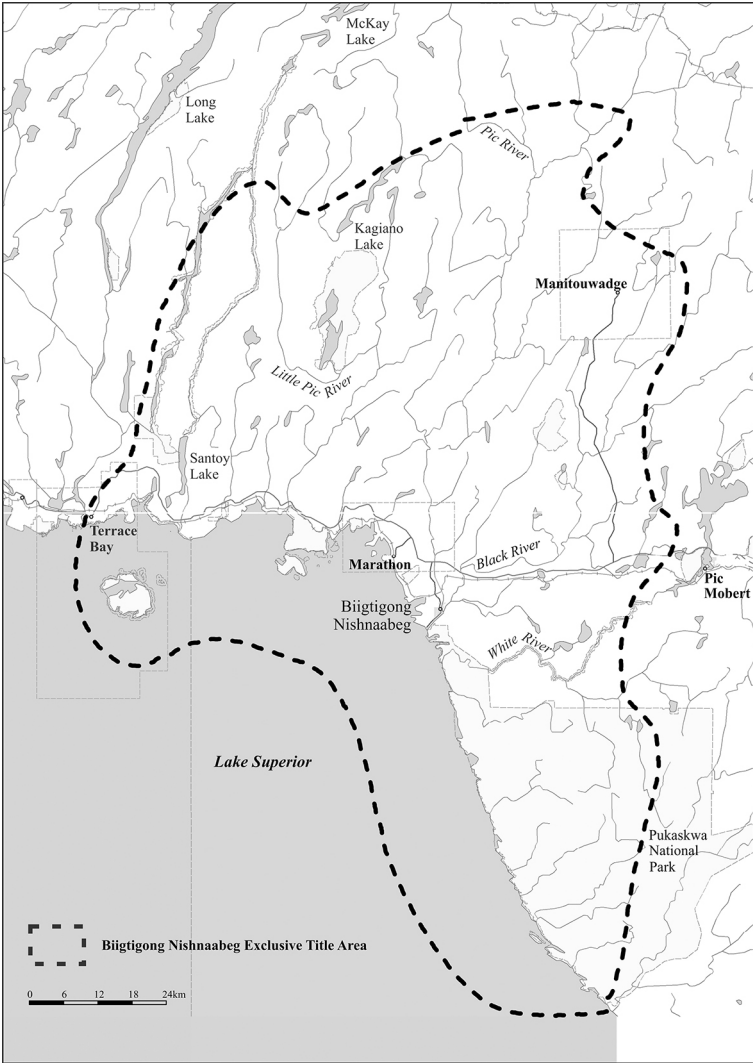 McKay
Lake
Long
Lake
Pic River
Kagiano
Lake
Manitouwadge
Little Pic River
Santoy
Lake
Terrace
Bay
Black River
Marathon
Pic
Mobert
Biigtigong
Nishnaabeg
White River
Lake Superior
Pukaskwa
National
Park
Biigtigong Nishnaabeg Exclusive Title Area
0 6 12 18 24km